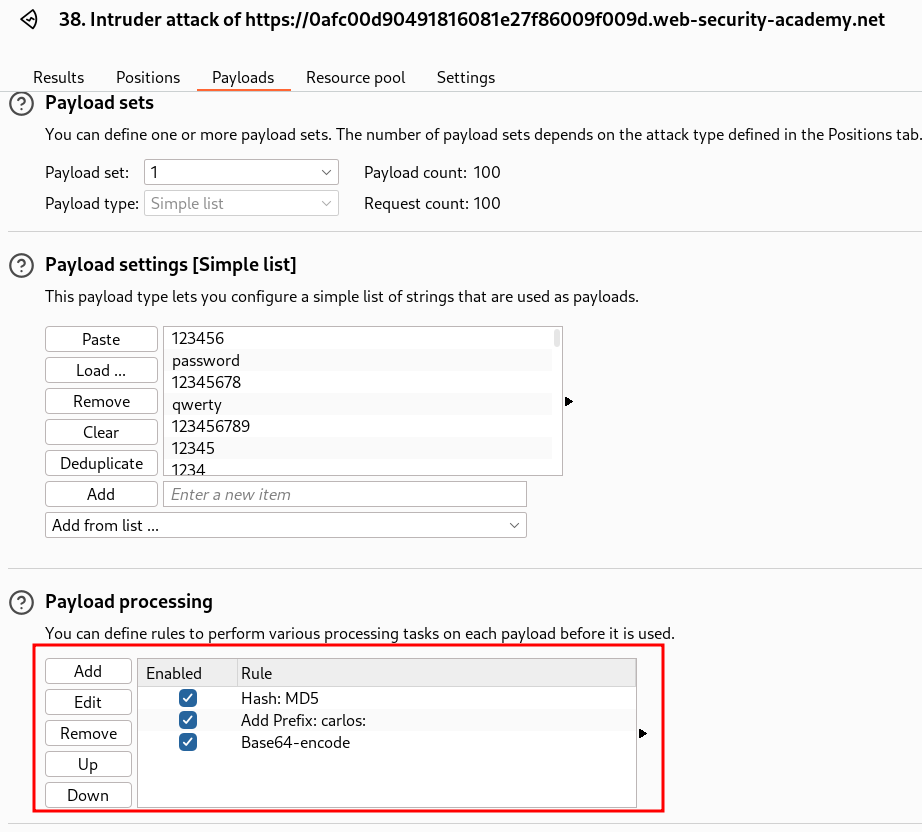 38. Intruder attack of https://0afc00d90491816081e27f86009f009d.web-security-academy.net
Results Positions Payloads Resource pool Settings
? Payload sets
You can define one or more payload sets. The number of payload sets depends on the attack type defined in the Positions tab.
Payload set: 1 Payload count: 100
Payload type: Simple list Request count: 100
? Payload settings [Simple list]
This payload type lets you configure a simple list of strings that are used as payloads.
Paste 123456
password
Load ... 12345678
Remove qwerty
123456789
Clear 12345
Deduplicate 1234
Add Enter a new item
Add from list ...
? Payload processing
You can define rules to perform various processing tasks on each payload before it is used.
Add Enabled Rule
Edit Hash: MD5
Add Prefix: carlos:
Remove Base64-encode
Up
Down